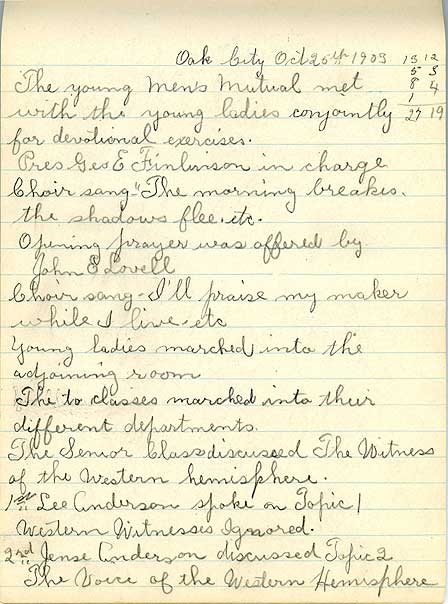 Oak City Oct 25th 1903
13 12
5 3
8 4
1
27 19
The young men's Mutual met
with the young ladies conjointly
for devotional exercises.
Pres Geo E Finlinson in charge
Choir sang "The morning breakes.
the shadows flee. etc.
Opening prayer was offered by
John E Lovell
Choir sang - I'll praise my maker
while I live - etc
Young ladies marched into the
adjoining room
The to classes marched into their
different departments.
The Senior Class discussed The Witness
of the Western hemisphere.
1st Lee Anderson spoke on Topic 1
Western Witnesses Ignored.
2nd Jense Anderson discussed Topic 2
The Voice of the Western Hemisphere